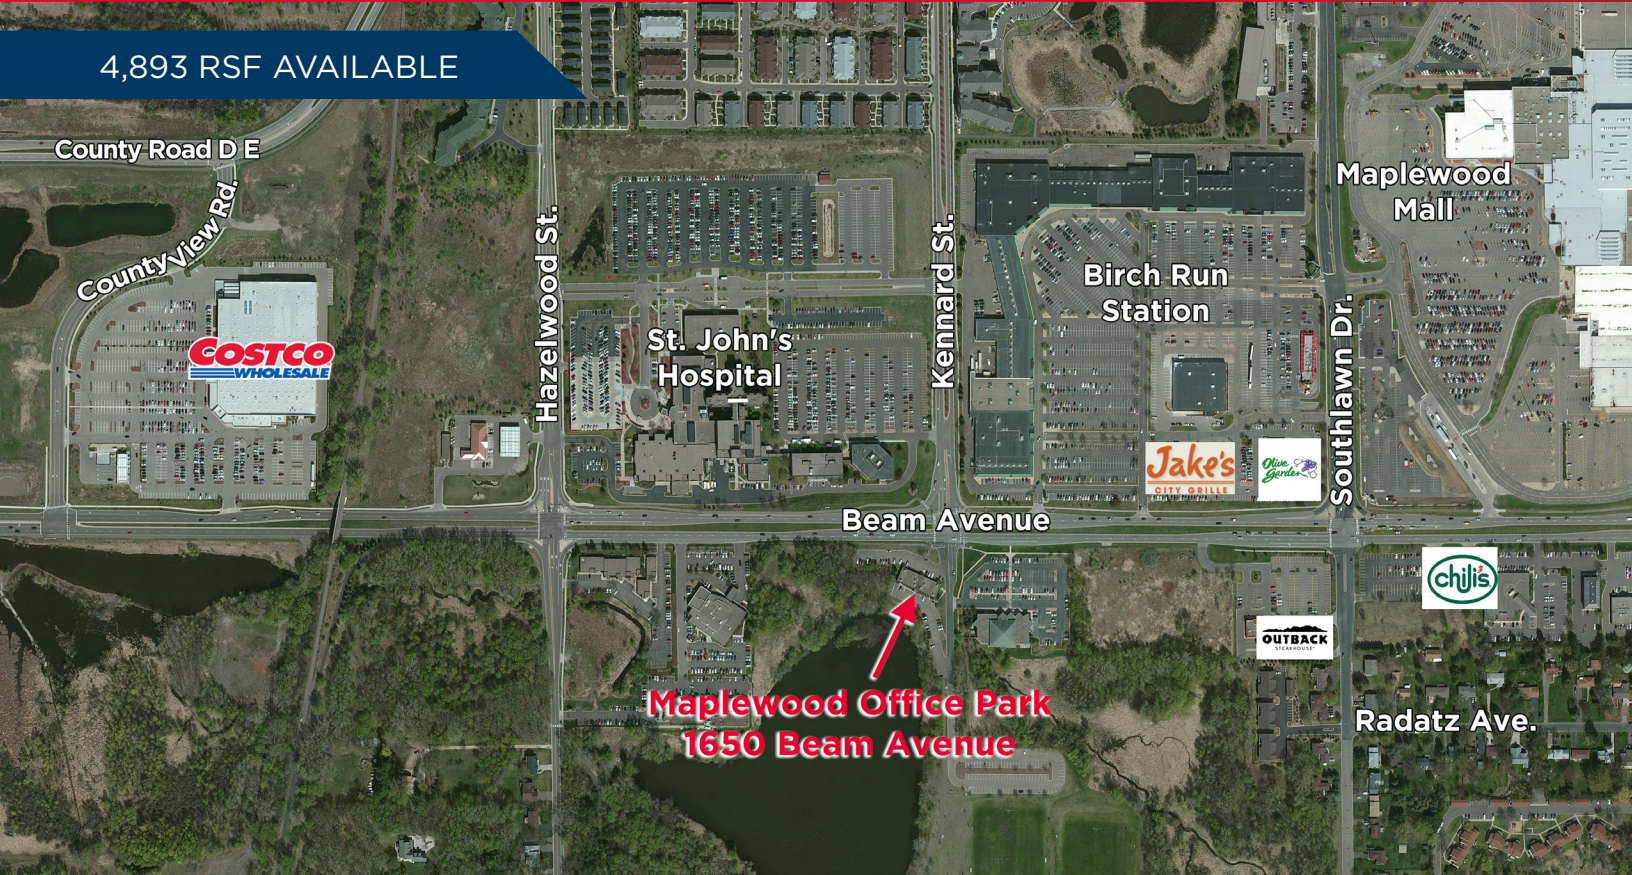 4,893 RSF AVAILABLE
County Road D E
County View Rd.
Hazelwood St.
Kennard St.
Southlawn Dr.
Maplewood
Mall
Birch Run
Station
St. John's
Hospital
COSTCO
WHOLESALE
Jake's
CITY GRILLE
Olive
Garden
Beam Avenue
chili's
OUTBACK
STEAKHOUSE
Maplewood Office Park
1650 Beam Avenue
Radatz Ave.